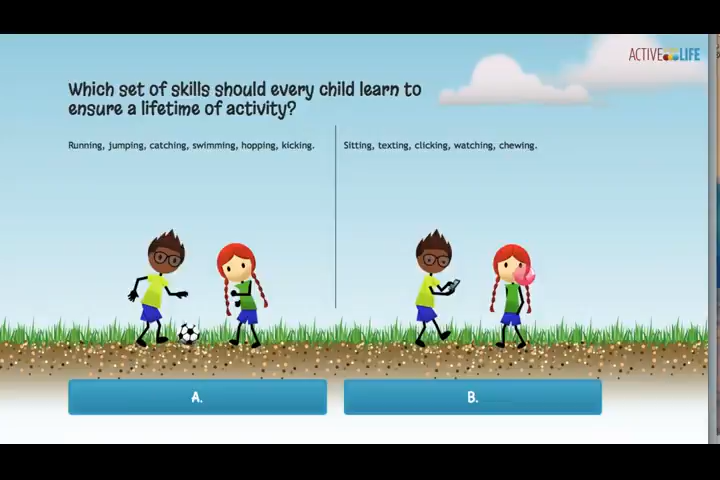 ACTIVE LIFE
Which set of skills should every child learn to
ensure a lifetime of activity?
Running, jumping, catching, swimming, hopping, kicking.
Sitting, texting, clicking, watching, chewing.
A.
B.